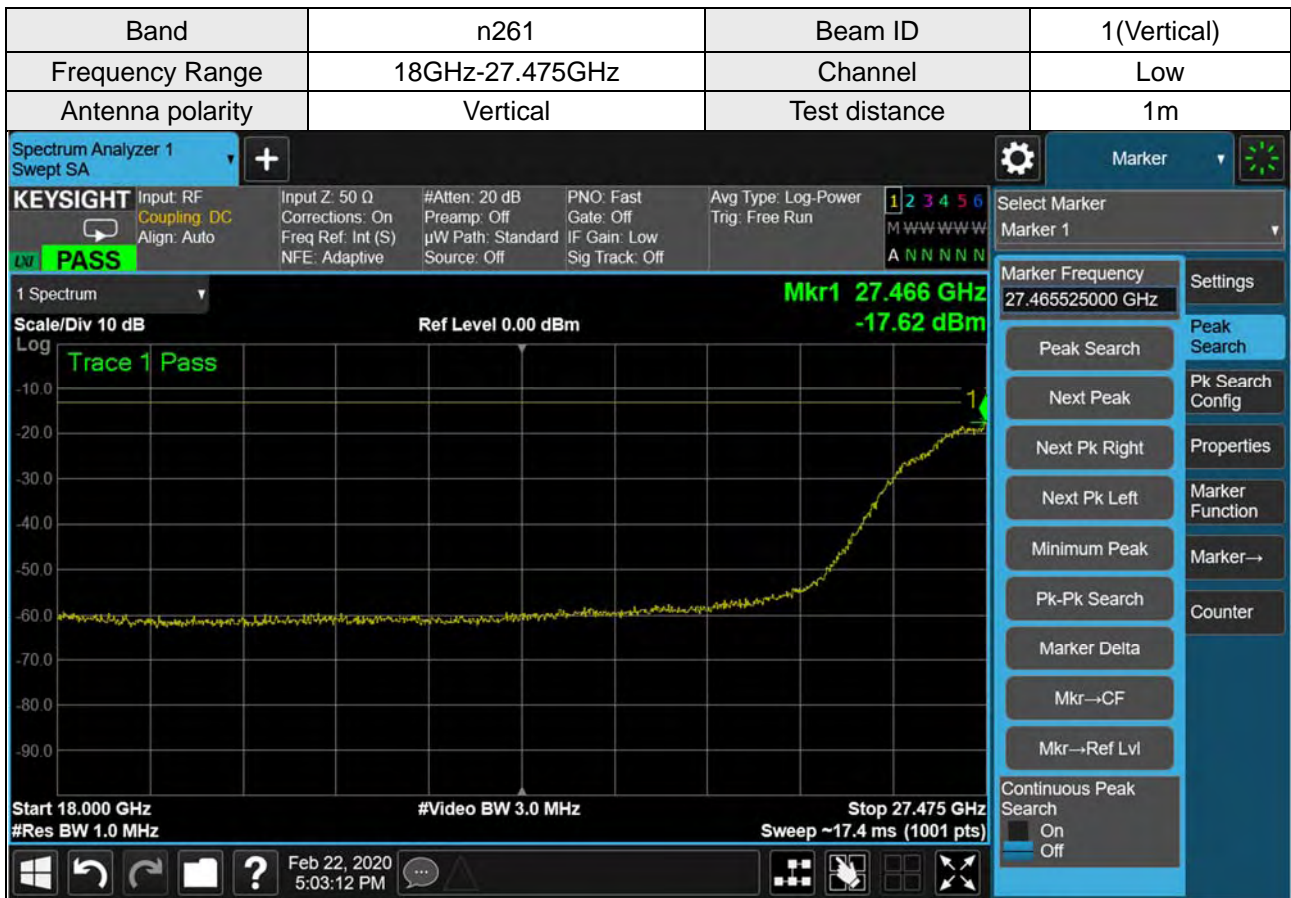 Band n261 Beam ID 1(Vertical)
Frequency Range 18GHz-27.475GHz Channel Low
Antenna polarity Vertical Test distance 1m
Spectrum Analyzer 1
Swept SA
+
Marker
KEYSIGHT
LXI PASS
Input: RF
Coupling: DC
Align: Auto
Input Z: 50 Ω
Corrections: On
Freq Ref: Int (S)
NFE: Adaptive
#Atten: 20 dB
Preamp: Off
µW Path: Standard
Source: Off
PNO: Fast
Gate: Off
IF Gain: Low
Sig Track: Off
Avg Type: Log-Power
Trig: Free Run
1 2 3 4 5 6
M W W W W W
A N N N N N
Select Marker
Marker 1
1 Spectrum
Scale/Div 10 dB
Log
Ref Level 0.00 dBm
Mkr1 27.466 GHz
-17.62 dBm
Trace 1 Pass
1
-10.0
-20.0
-30.0
-40.0
-50.0
-60.0
-70.0
-80.0
-90.0
Start 18.000 GHz
#Res BW 1.0 MHz
#Video BW 3.0 MHz
Stop 27.475 GHz
Sweep ~17.4 ms (1001 pts)
Marker Frequency
27.465525000 GHz
Peak Search
Next Peak
Next Pk Right
Next Pk Left
Minimum Peak
Pk-Pk Search
Marker Delta
Mkr→CF
Mkr→Ref Lvl
Continuous Peak
Search
On
Off
Settings
Peak
Search
Pk Search
Config
Properties
Marker
Function
Marker→
Counter
?
Feb 22, 2020
5:03:12 PM